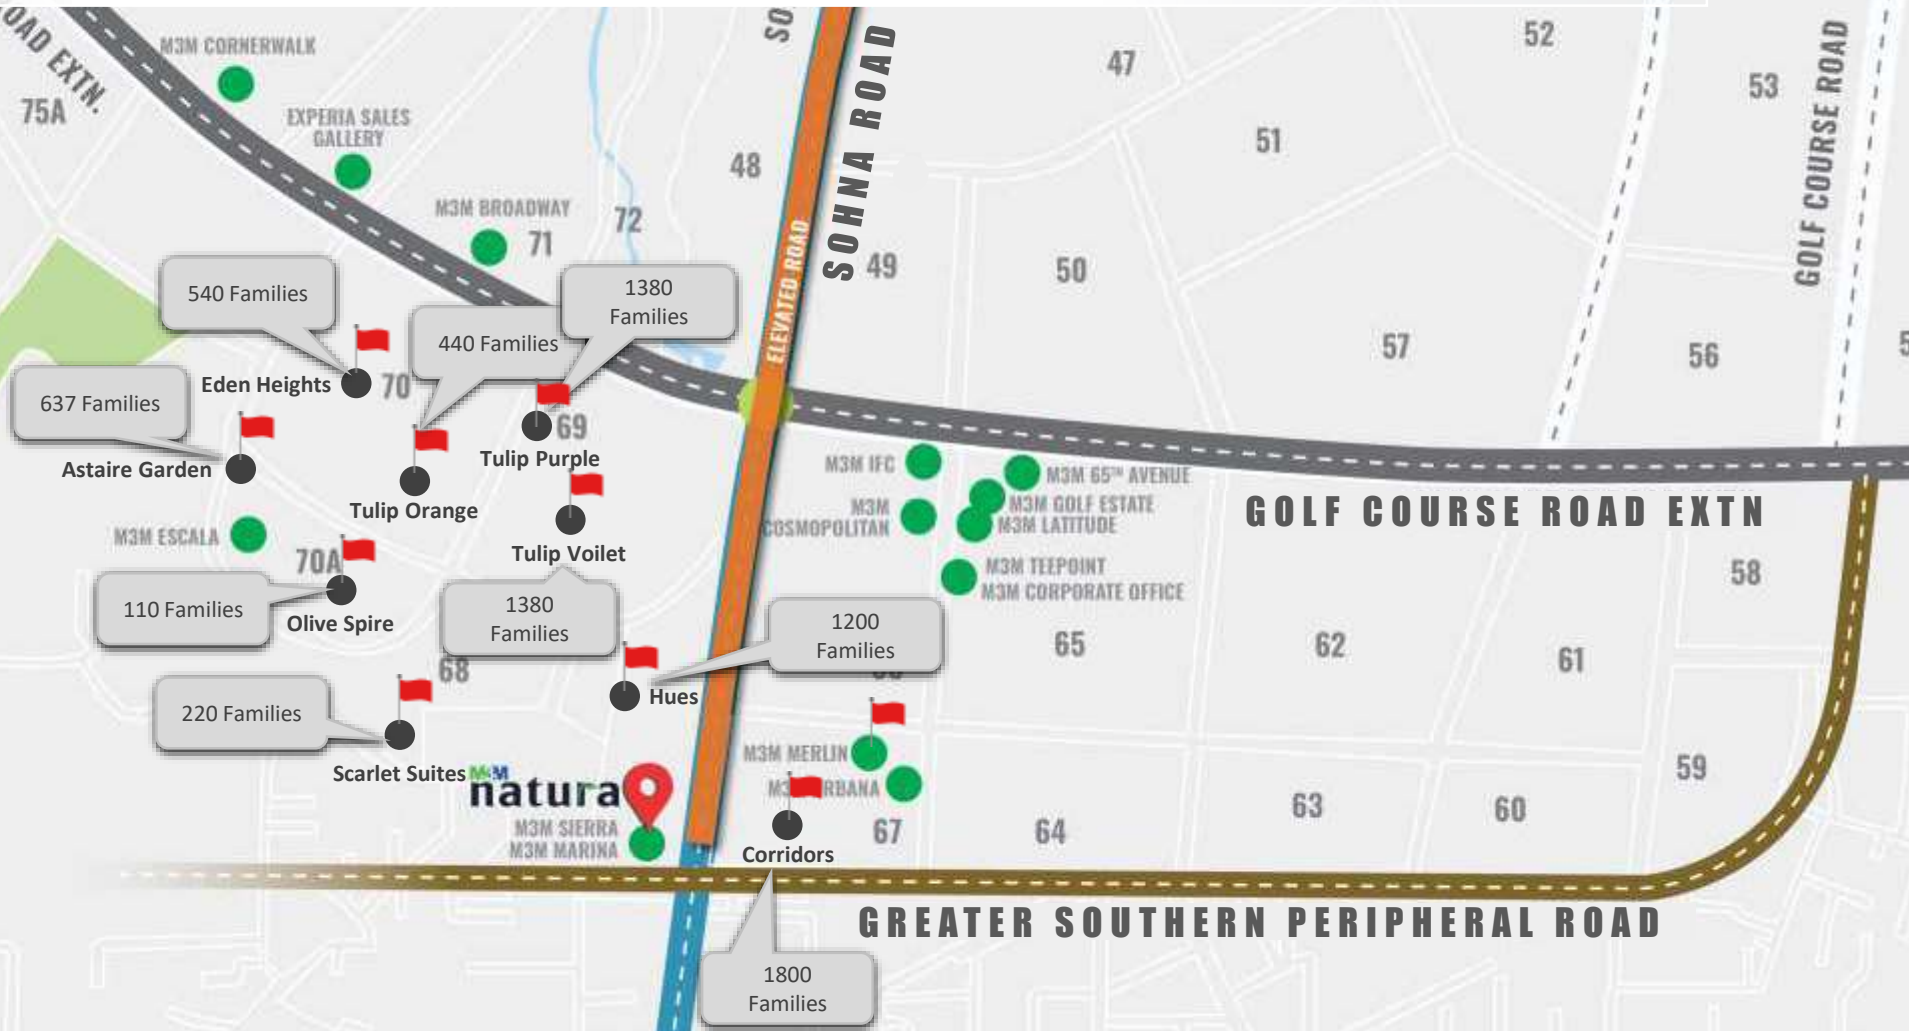 SO
SOHNA ROAD
ELEVATED ROAD
52
47
53
GOLF COURSE ROAD
OAD EXTN.
M3M CORNERWALK
75A
EXPERIA SALES
GALLERY
51
48
M3M BROADWAY
71
72
49
50
540 Families
1380
Families
440 Families
57
56
5
637 Families
Eden Heights
70
69
Astaire Garden
Tulip Purple
Tulip Orange
M3M IFC
M3M 65TH AVENUE
M3M GOLF ESTATE
M3M
COSMOPOLITAN
M3M LATITUDE
GOLF COURSE ROAD EXTN
M3M ESCALA
70A
Tulip Voilet
M3M TEEPOINT
M3M CORPORATE OFFICE
58
110 Families
Olive Spire
1380
Families
1200
Families
65
62
61
68
220 Families
Hues
Scarlet Suites
M3M
natura
M3M MERLIN
M3 RBANA
59
63
60
M3M SIERRA
M3M MARINA
Corridors
67
64
GREATER SOUTHERN PERIPHERAL ROAD
1800
Families